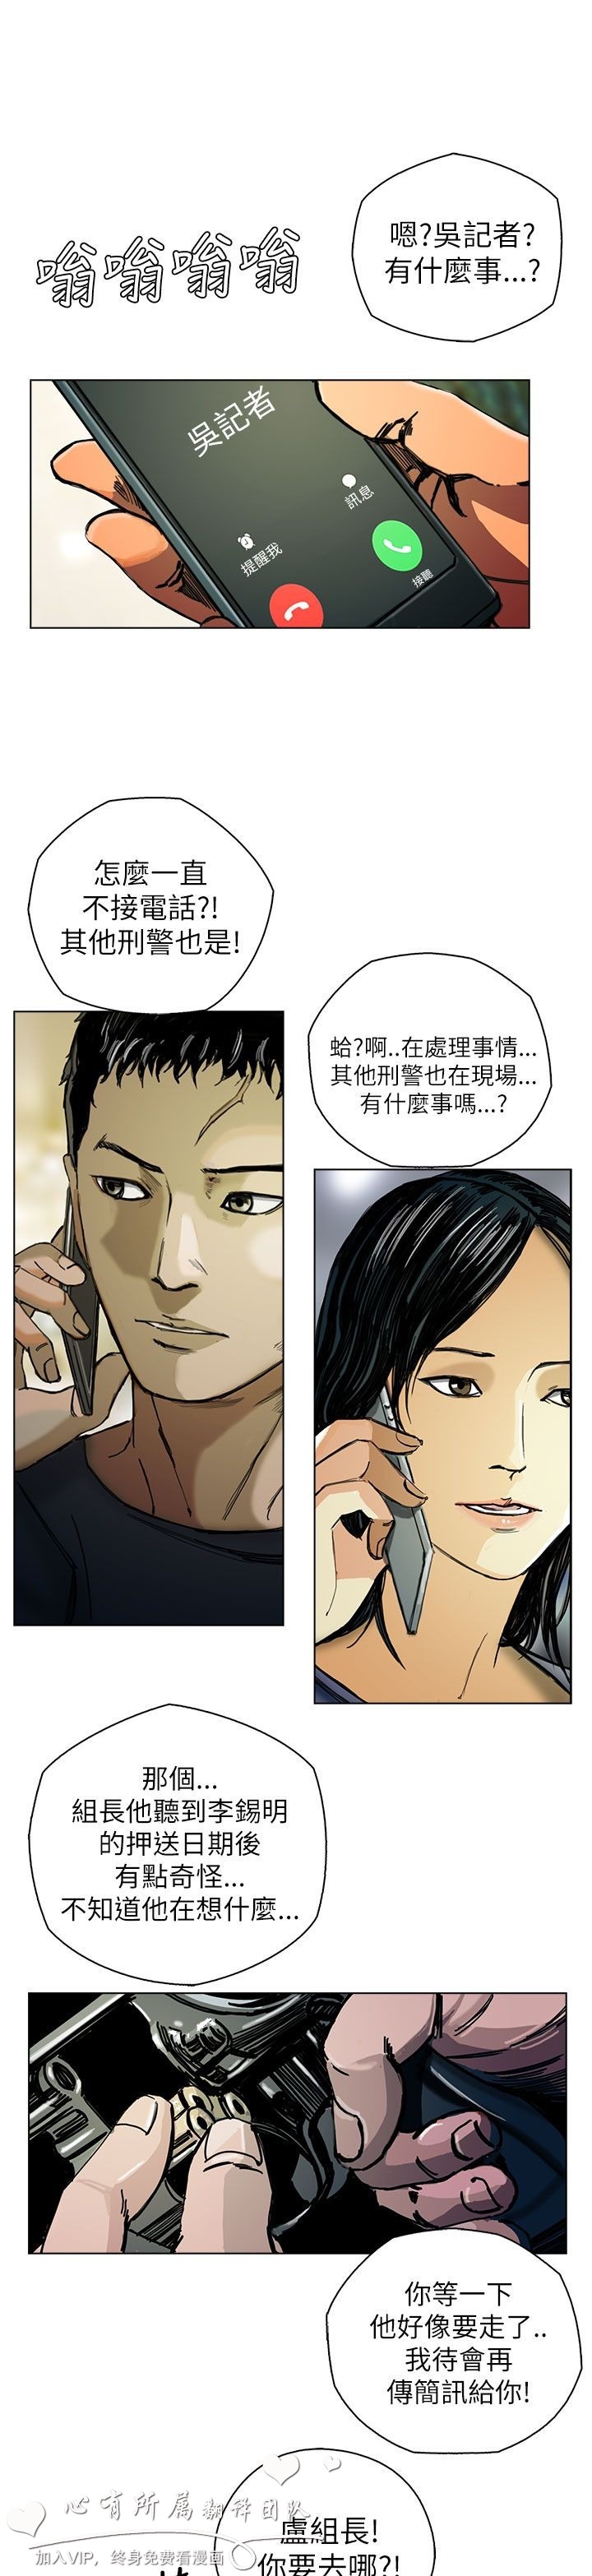 嗯?吳記者?
有什麼事...?
嗡嗡嗡嗡
吳記者
訊息
提醒我
接聽
怎麼一直
不接電話?!
其他刑警也是!
蛤?啊..在處理事情...
其他刑警也在現場...
有什麼事嗎...?
那個...
組長他聽到李錫明
的押送日期後
有點奇怪...
不知道他在想什麼...
你等一下
他好像要走了..
我待會再
傳簡訊給你!
心有所属翻译团队
加入VIP，终身免费看漫画
盧組長!
你要去哪?!